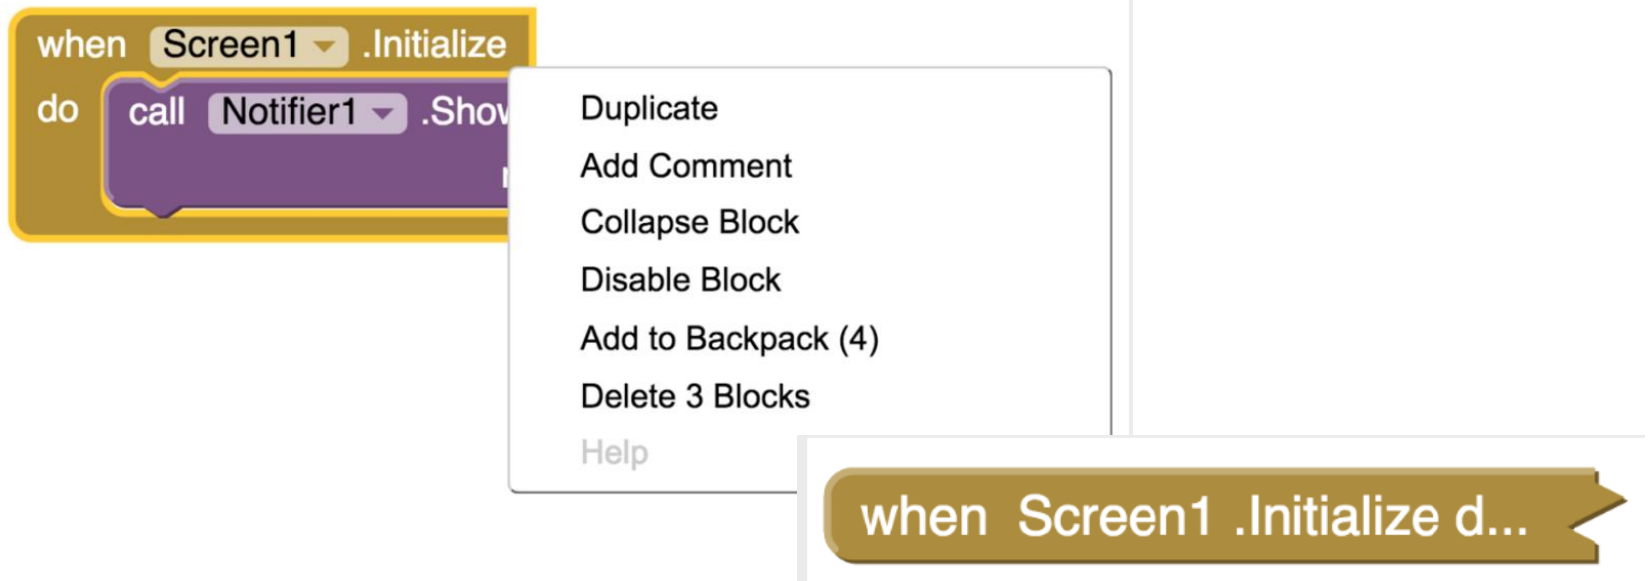 when Screen1 .Initialize
do call Notifier1 .Show
Duplicate
Add Comment
Collapse Block
Disable Block
Add to Backpack (4)
Delete 3 Blocks
Help
when Screen1 .Initialize d...